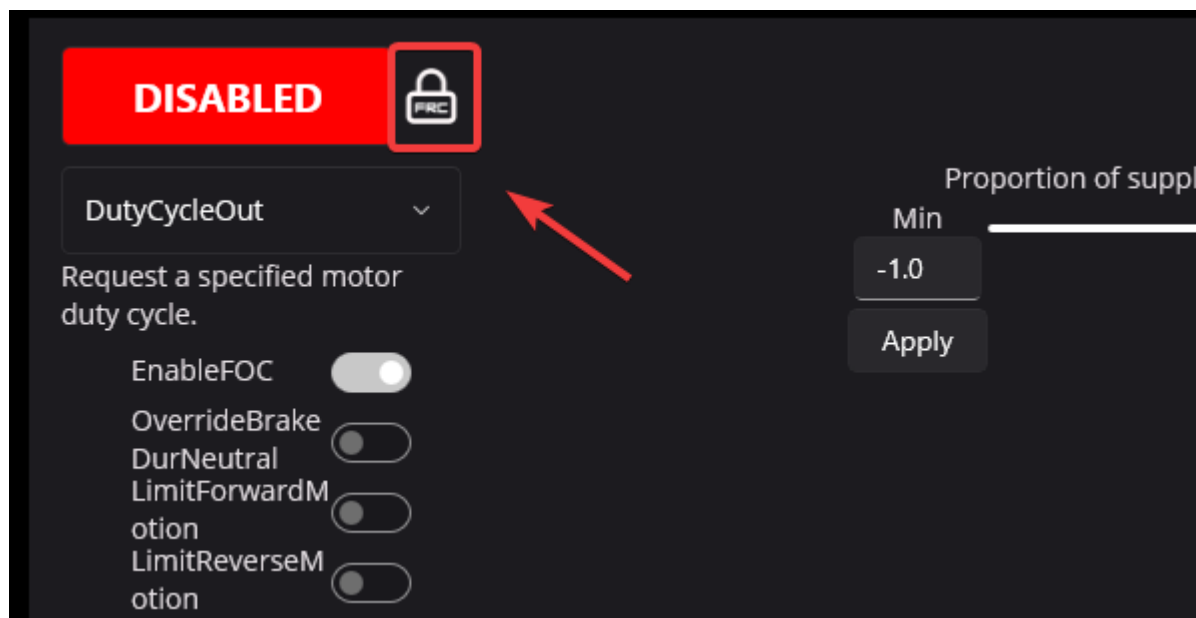 DISABLED
FRC
DutyCycleOut
Request a specified motor
duty cycle.
EnableFOC
OverrideBrake
DurNeutral
LimitForwardM
otion
LimitReverseM
otion
Proportion of suppl
Min
-1.0
Apply